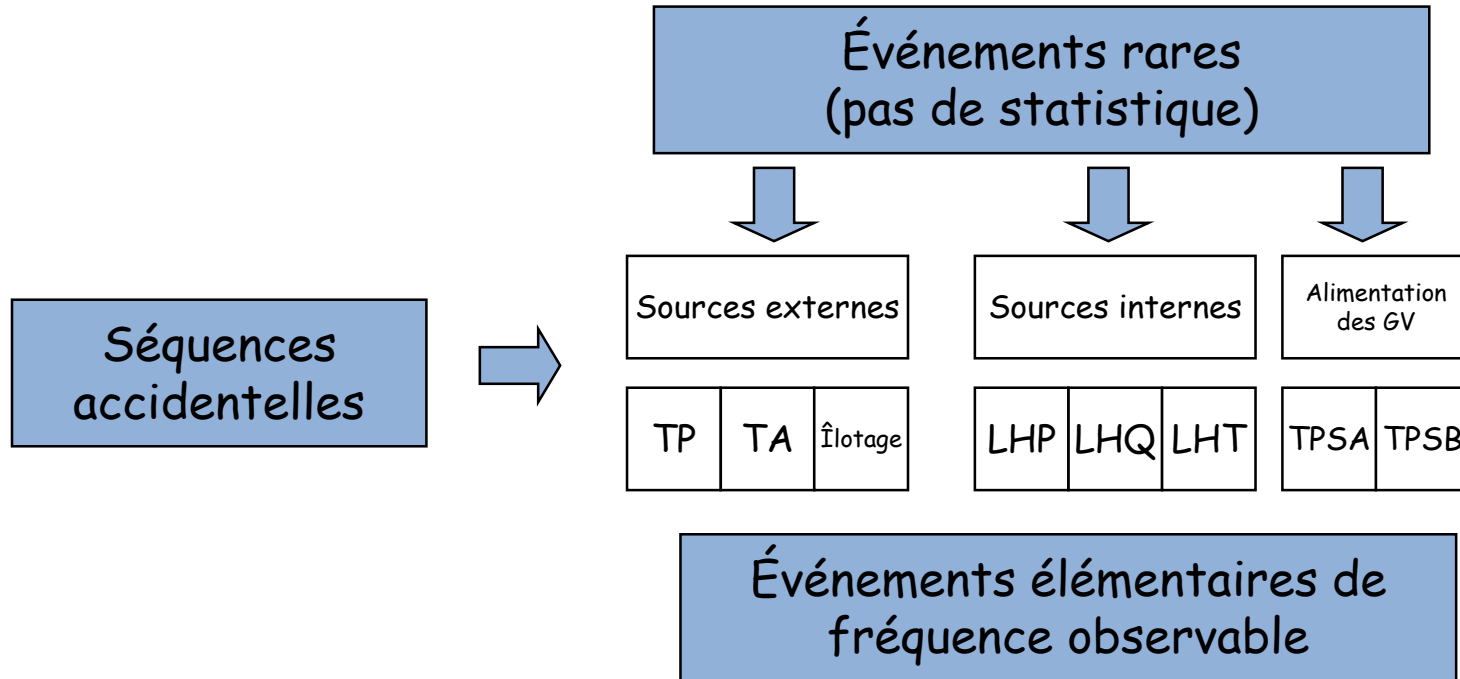 Événements rares
(pas de statistique)
Sources externes
Sources internes
Alimentation
des GV
Séquences
accidentelles
TP
TA
Îlotage
LHP
LHQ
LHT
TPSA
TPSB
Événements élémentaires de
fréquence observable